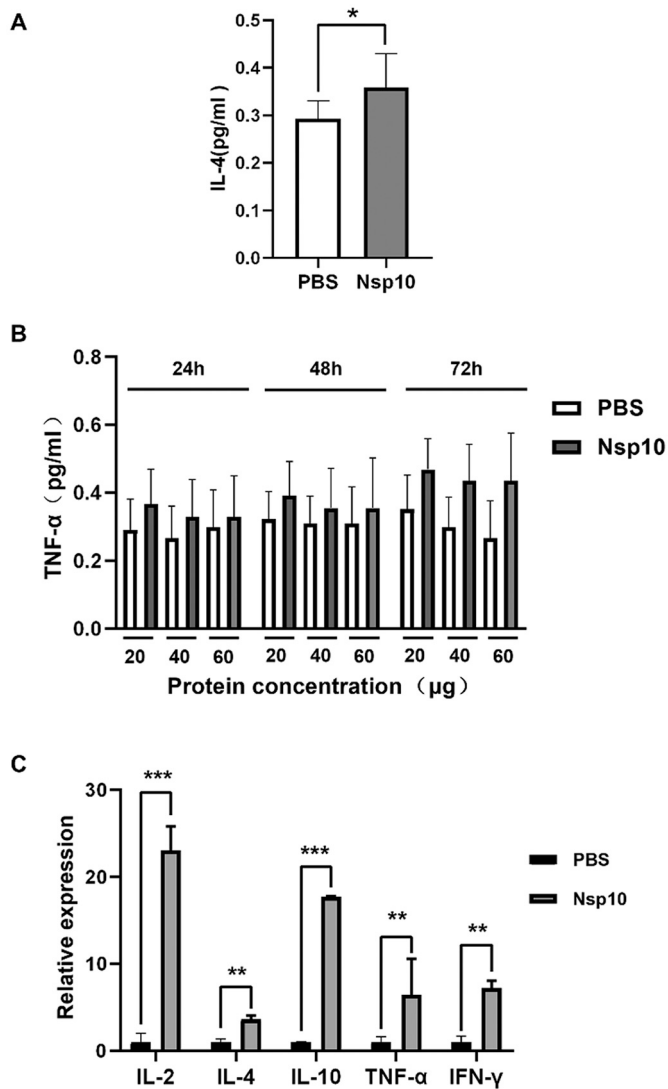 A
*
0.5
0.4
0.3
0.2
0.1
0.0
IL-4(pg/ml)
PBS Nsp10
B
24h 48h 72h
0.8
0.6
0.4
0.2
0.0
TNF-α（pg/ml）
PBS
Nsp10
20 40 60 20 40 60 20 40 60
Protein concentration（μg）
C
*** ** *** ** **
30
20
10
0
Relative expression
PBS
Nsp10
IL-2 IL-4 IL-10 TNF-α IFN-γ